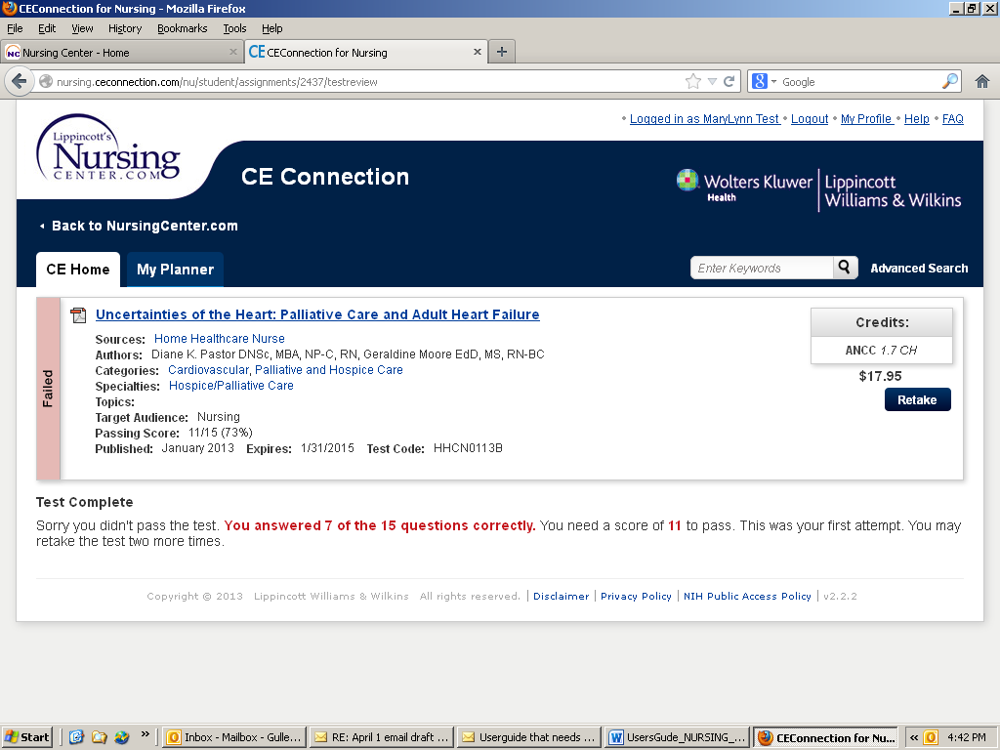 CEConnection for Nursing - Mozilla Firefox
File Edit View History Bookmarks Tools Help
NC Nursing Center - Home × CE CEConnection for Nursing × +
nursing.ceconnection.com/nu/student/assignments/2437/testreview 8 Google
• Logged in as MaryLynn Test • Logout • My Profile • Help • FAQ
Lippincott's
Nursing
CENTER.COM
CE Connection
Wolters Kluwer Lippincott
Health Williams & Wilkins
Back to NursingCenter.com
CE Home My Planner Enter Keywords Advanced Search
Failed
Uncertainties of the Heart: Palliative Care and Adult Heart Failure
Sources: Home Healthcare Nurse
Authors: Diane K. Pastor DNSc, MBA, NP-C, RN, Geraldine Moore EdD, MS, RN-BC
Categories: Cardiovascular, Palliative and Hospice Care
Specialties: Hospice/Palliative Care
Topics:
Target Audience: Nursing
Passing Score: 11/15 (73%)
Published: January 2013 Expires: 1/31/2015 Test Code: HHCN0113B
Credits:
ANCC 1.7 CH
$17.95
Retake
Test Complete
Sorry you didn't pass the test. You answered 7 of the 15 questions correctly. You need a score of 11 to pass. This was your first attempt. You may
retake the test two more times.
Copyright © 2013 Lippincott Williams & Wilkins All rights reserved. | Disclaimer | Privacy Policy | NIH Public Access Policy | v2.2.2
Start » Inbox - Mailbox - Gulle... RE: April 1 email draft ... Userguide that needs ... UsersGude_NURSING_... CEConnection for Nu... « 4:42 PM